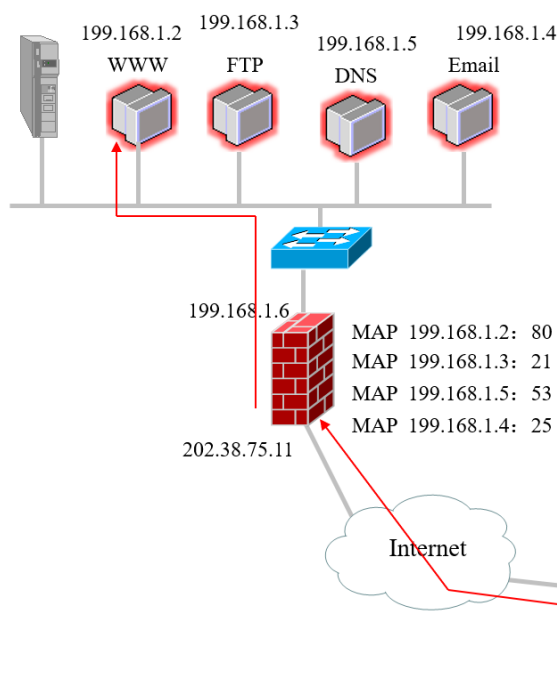 199.168.1.2
199.168.1.3
199.168.1.5
199.168.1.4
WWW
FTP
DNS
Email
199.168.1.6
MAP 199.168.1.2：80
MAP 199.168.1.3：21
MAP 199.168.1.5：53
MAP 199.168.1.4：25
202.38.75.11
Internet